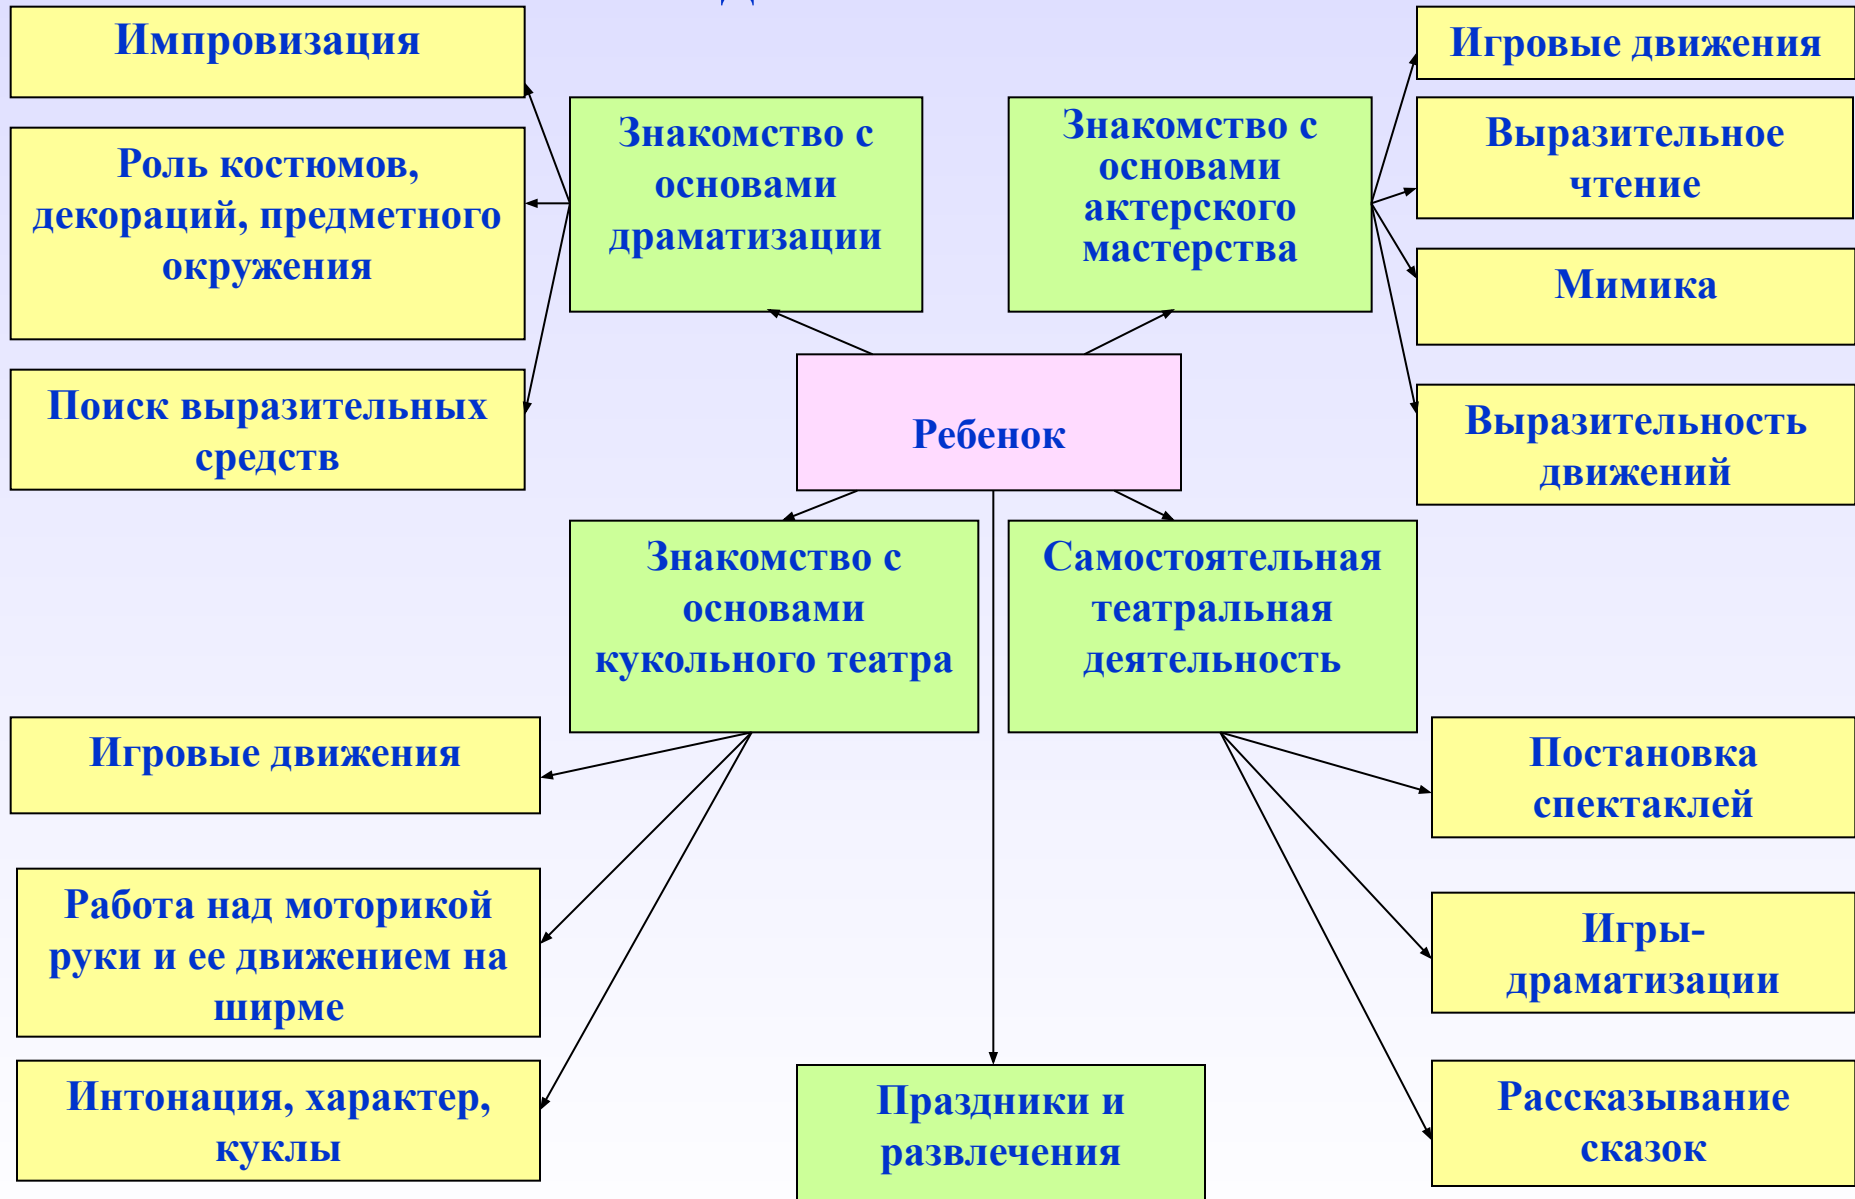 Импровизация
Роль костюмов,
декораций, предметного
окружения
Поиск выразительных
средств
Знакомство с
основами
драматизации
Знакомство с
основами
актерского
мастерства
Игровые движения
Выразительное
чтение
Мимика
Выразительность
движений
Ребенок
Знакомство с
основами
кукольного театра
Самостоятельная
театральная
деятельность
Игровые движения
Работа над моторикой
руки и ее движением на
ширме
Интонация, характер,
куклы
Праздники и
развлечения
Постановка
спектаклей
Игры-
драматизации
Рассказывание
сказок